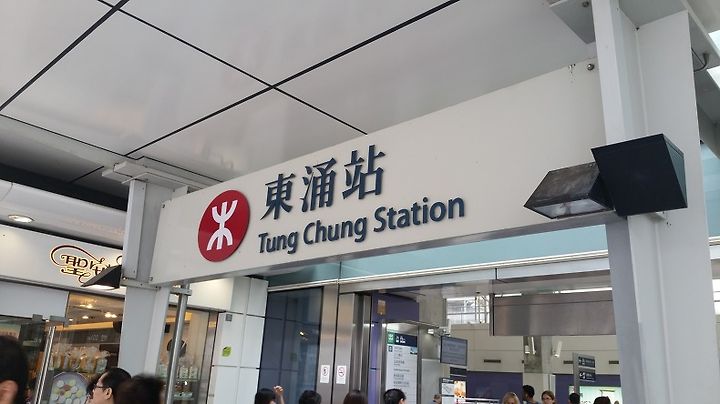 東涌站
Tung Chung Station